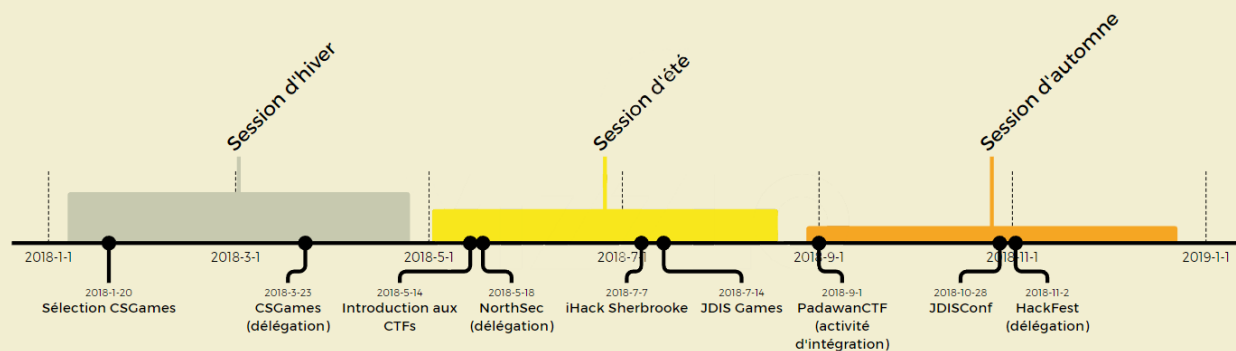 Session d'hiver
Session d'été
Session d'automne
2018-1-1
2018-3-1
2018-5-1
2018-7-1
2018-9-1
2018-11-1
2019-1-1
2018-1-20
Sélection CSGames
2018-3-23
CSGames
(délégation)
2018-5-14
Introduction aux
CTFs
2018-5-18
NorthSec
(délégation)
2018-7-7
iHack Sherbrooke
2018-7-14
JDIS Games
2018-9-1
PadawanCTF
(activité
d'intégration)
2018-10-28
JDISConf
2018-11-2
HackFest
(délégation)